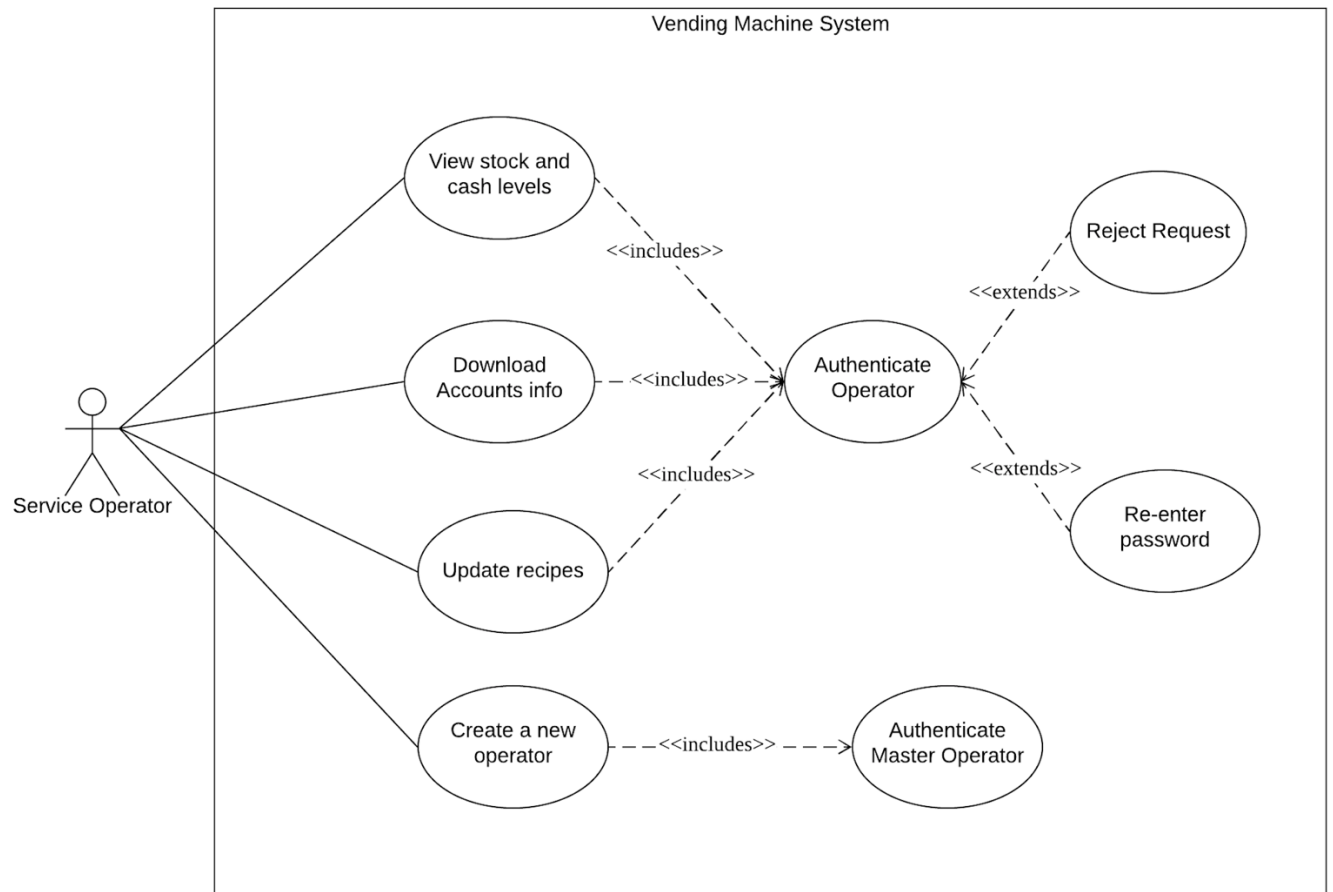 Vending Machine System
View stock and
cash levels
<<includes>>
Reject Request
<<extends>>
Download
Accounts info
<<includes>>
Authenticate
Operator
Service Operator
<<includes>>
<<extends>>
Update recipes
Re-enter
password
Create a new
operator
<<includes>>
Authenticate
Master Operator